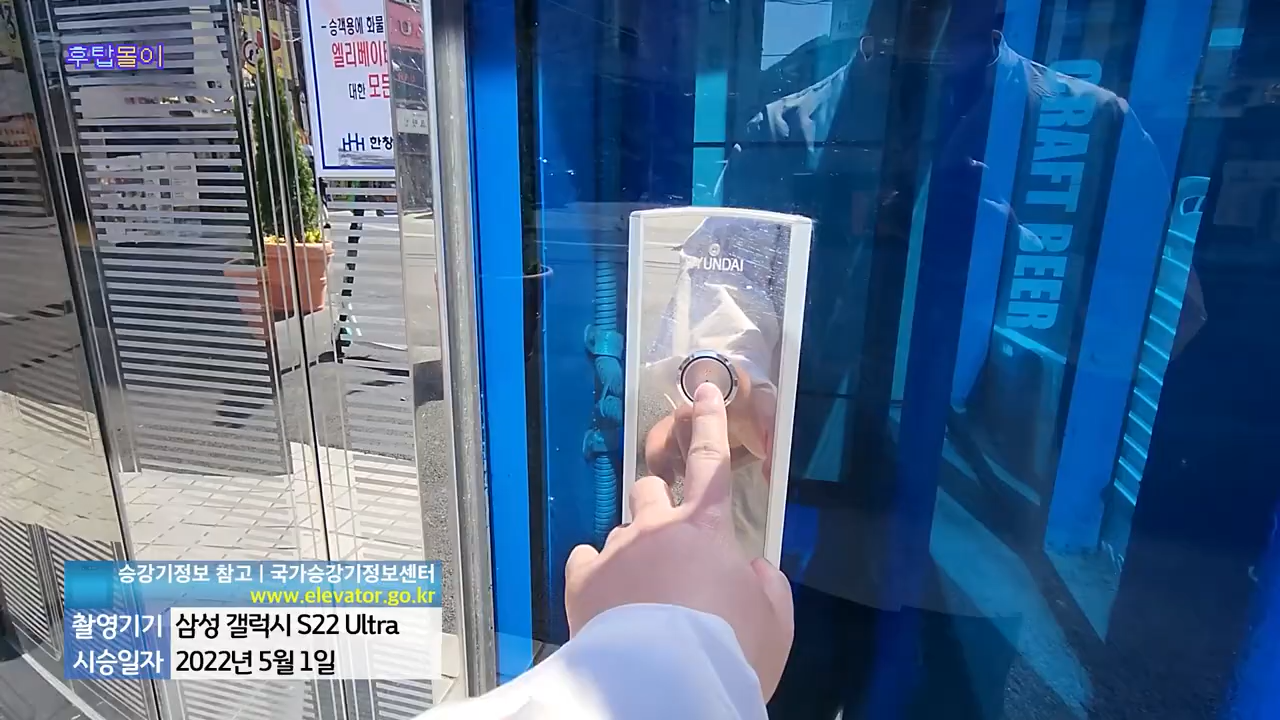 후탑몰이
- 승객용에 화물
엘리베이터
대한 모든
한창
HYUNDAI
CRAFT BEER
승강기정보 참고 | 국가승강기정보센터
www.elevator.go.kr
촬영기기 삼성 갤럭시 S22 Ultra
시승일자 2022년 5월 1일